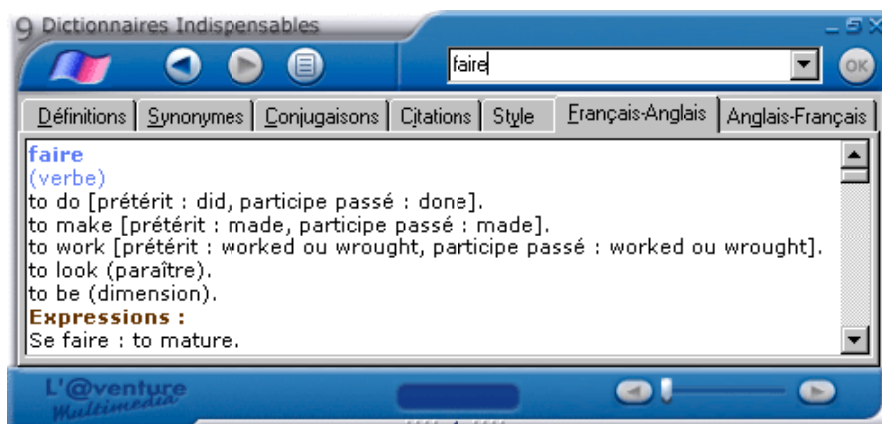 9 Dictionnaires Indispensables
faire
OK
Définitions Synonymes Conjugaisons Citations Style Français-Anglais Anglais-Français
faire
(verbe)
to do [prétérit : did, participe passé : done].
to make [prétérit : made, participe passé : made].
to work [prétérit : worked ou wrought, participe passé : worked ou wrought].
to look (paraître).
to be (dimension).
Expressions :
Se faire : to mature.
L'@venture
Multimedia